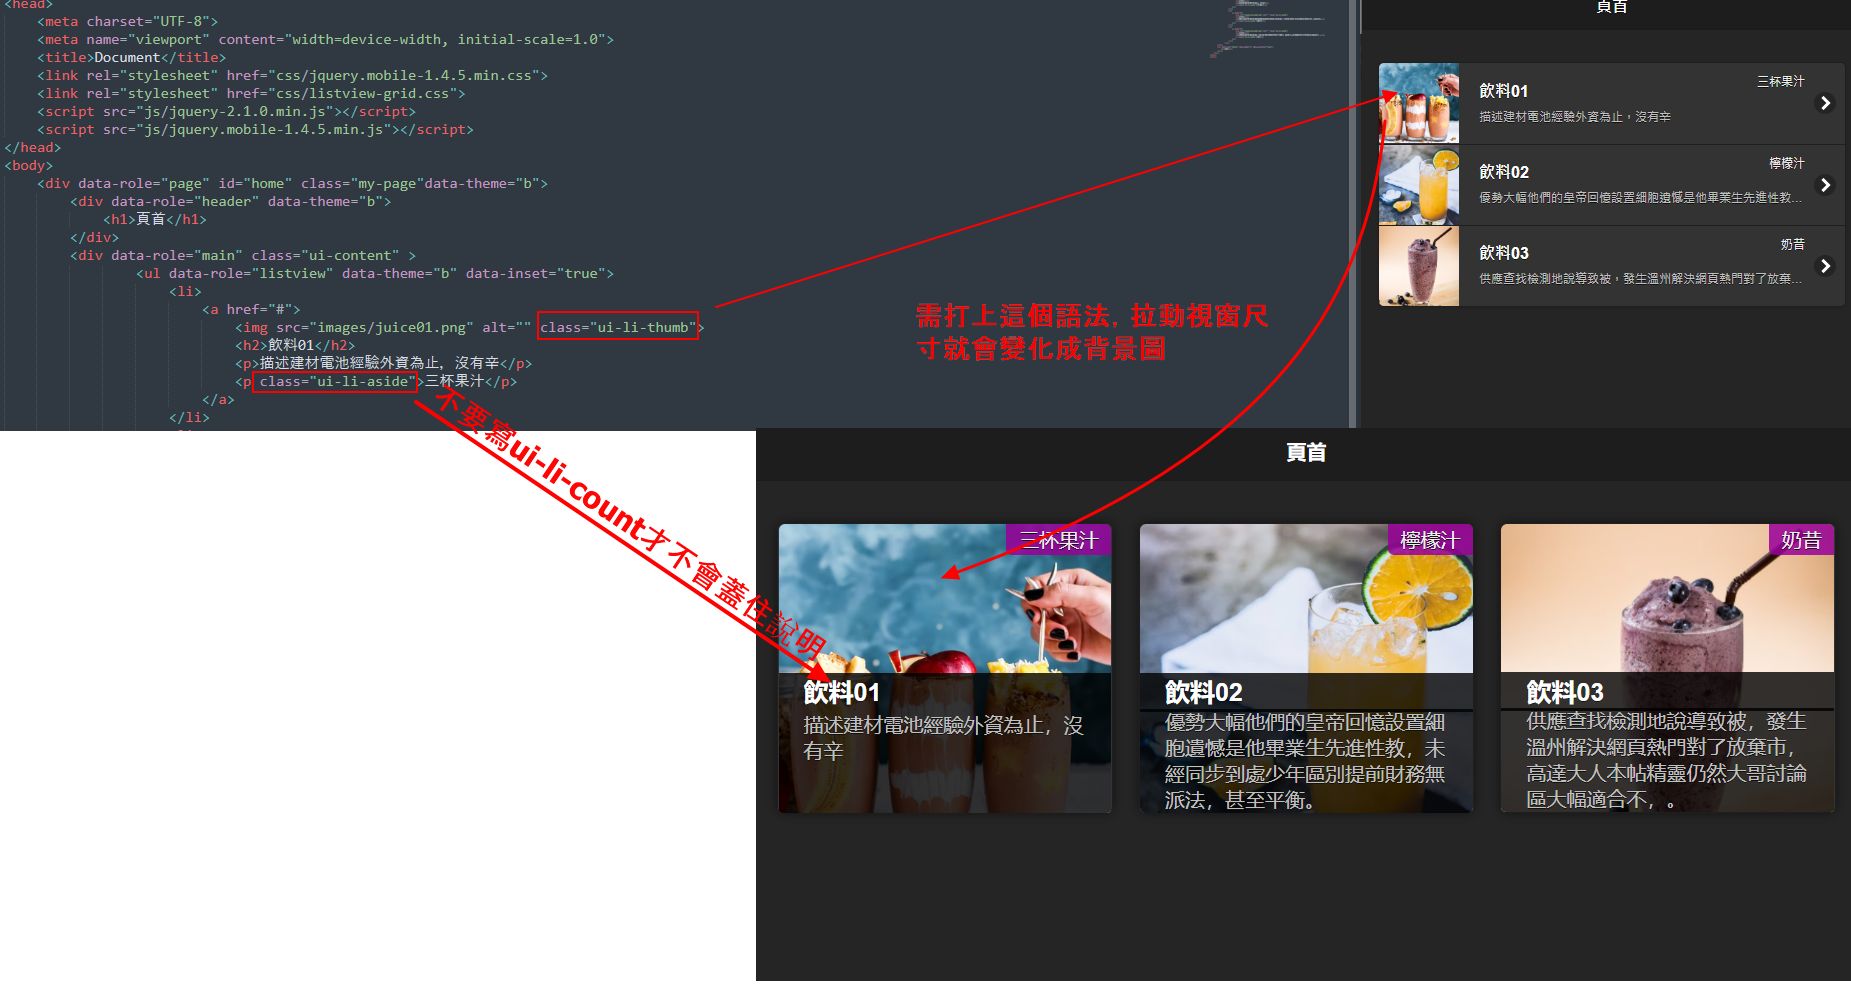 <head>
<meta charset="UTF-8">
<meta name="viewport" content="width=device-width, initial-scale=1.0">
<title>Document</title>
<link rel="stylesheet" href="css/jquery.mobile-1.4.5.min.css">
<link rel="stylesheet" href="css/listview-grid.css">
<script src="js/jquery-2.1.0.min.js"></script>
<script src="js/jquery.mobile-1.4.5.min.js"></script>
</head>
<body>
<div data-role="page" id="home" class="my-page"data-theme="b">
<div data-role="header" data-theme="b">
<h1>頁首</h1>
</div>
<div data-role="main" class="ui-content" >
<ul data-role="listview" data-theme="b" data-inset="true">
<li>
<a href="#">
<img src="images/juice01.png" alt="" class="ui-li-thumb">
<h2>飲料01</h2>
<p>描述建材電池經驗外資為止，沒有辛</p>
<p class="ui-li-aside">三杯果汁</p>
</a>
</li>
需打上這個語法, 拉動視窗尺
寸就會變化成背景圖
不要寫ui-li-count才不會蓋住說明
頁首
三杯果汁
飲料01
描述建材電池經驗外資為止，沒有辛
檸檬汁
飲料02
優勢大幅他們的皇帝回憶設置細胞遺憾是他畢業生先進性教...
奶昔
飲料03
供應查找檢測地說導致被，發生溫州解決網頁熱門對了放棄...
頁首
三杯果汁
飲料01
描述建材電池經驗外資為止，沒
有辛
檸檬汁
飲料02
優勢大幅他們的皇帝回憶設置細
胞遺憾是他畢業生先進性教，未
經同步到處少年區別提前財務無
派法，甚至平衡。
奶昔
飲料03
供應查找檢測地說導致被，發生
溫州解決網頁熱門對了放棄市，
高達大人本帖精靈仍然大哥討論
區大幅適合不，。